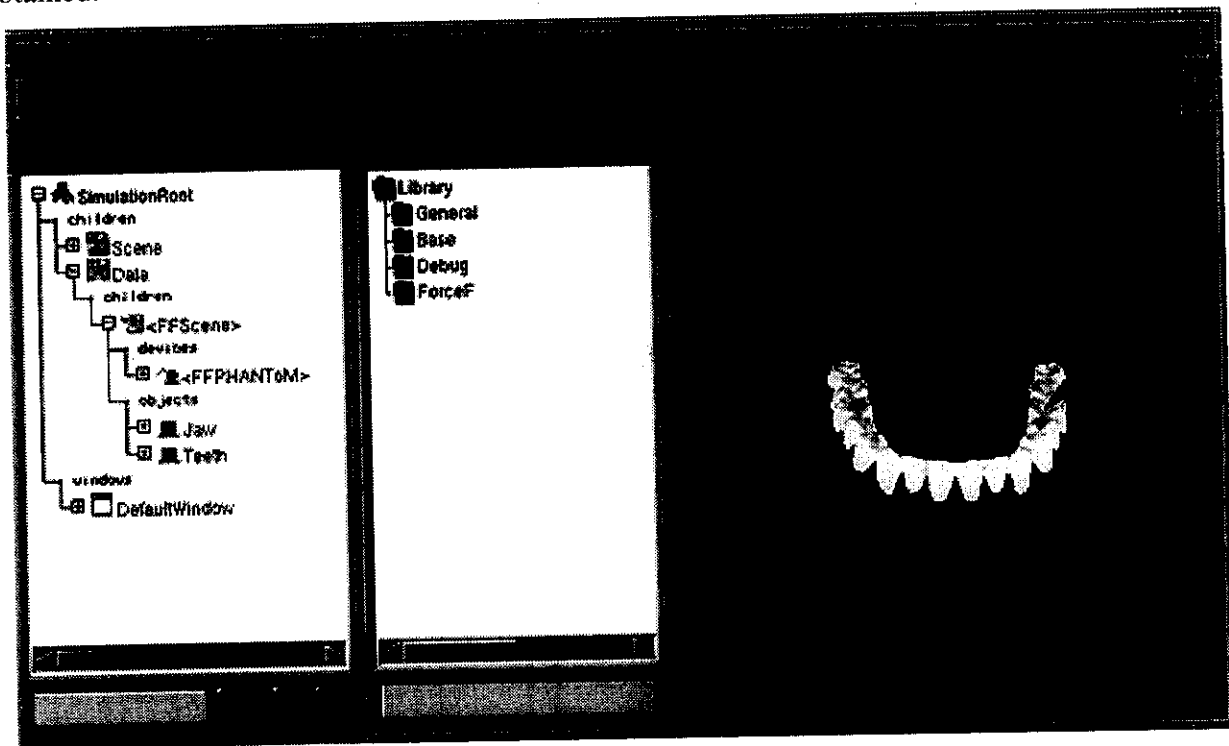 SimulationRoot
children
Scene
Data
children
<FFScene>
devices
<FFPHANToM>
objects
Jaw
Teeth
windows
DefaultWindow
Library
General
Base
Debug
ForceF